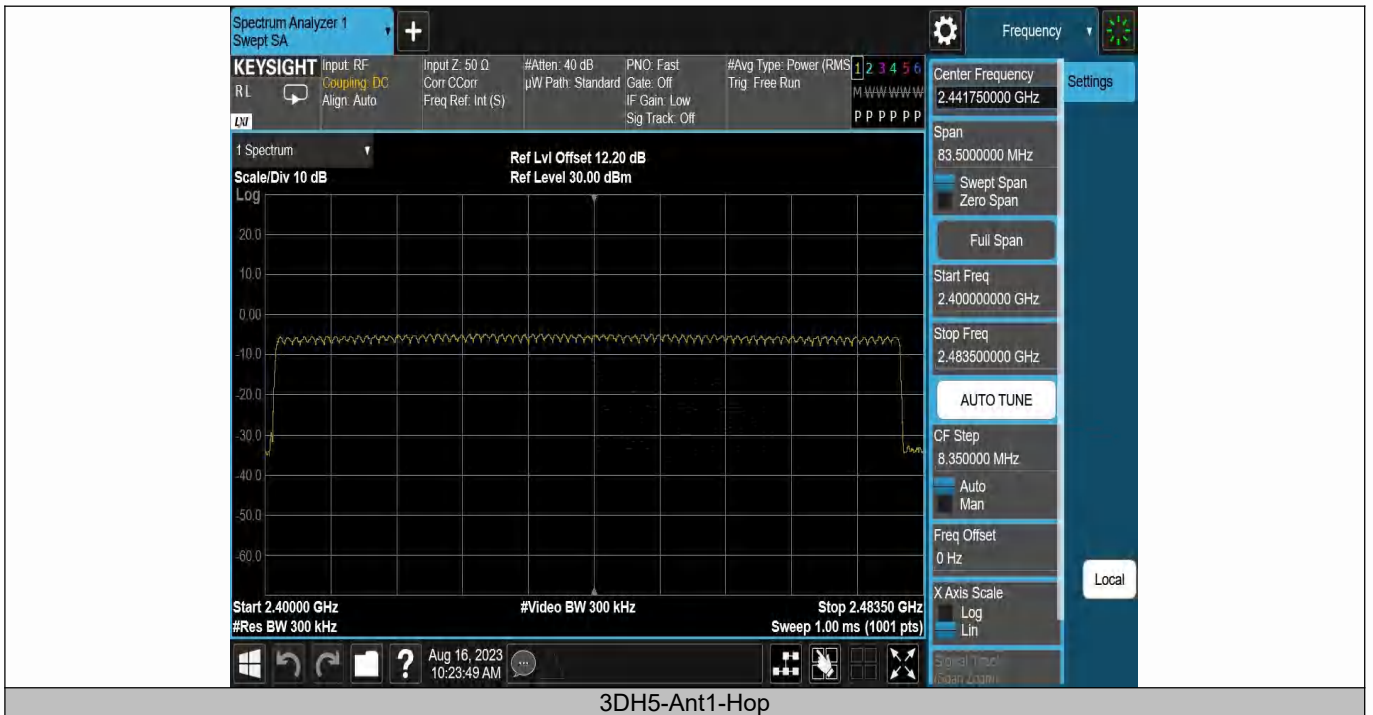 Spectrum Analyzer 1
Swept SA
+
Frequency
KEYSIGHT
RL
LXI
Input: RF
Coupling: DC
Align: Auto
Input Z: 50 Ω
Corr CCorr
Freq Ref: Int (S)
#Atten: 40 dB
µW Path: Standard
PNO: Fast
Gate: Off
IF Gain: Low
Sig Track: Off
#Avg Type: Power (RMS
Trig: Free Run
1 2 3 4 5 6
M W W W W W
P P P P P P
Center Frequency
2.441750000 GHz
Settings
1 Spectrum
Scale/Div 10 dB
Log
Ref Lvl Offset 12.20 dB
Ref Level 30.00 dBm
20.0
10.0
0.00
-10.0
-20.0
-30.0
-40.0
-50.0
-60.0
Start 2.40000 GHz
#Res BW 300 kHz
#Video BW 300 kHz
Stop 2.48350 GHz
Sweep 1.00 ms (1001 pts)
Span
83.5000000 MHz
Swept Span
Zero Span
Full Span
Start Freq
2.400000000 GHz
Stop Freq
2.483500000 GHz
AUTO TUNE
CF Step
8.350000 MHz
Auto
Man
Freq Offset
0 Hz
X Axis Scale
Log
Lin
Signal Track
(Span Zoom)
Local
?
Aug 16, 2023
10:23:49 AM
3DH5-Ant1-Hop